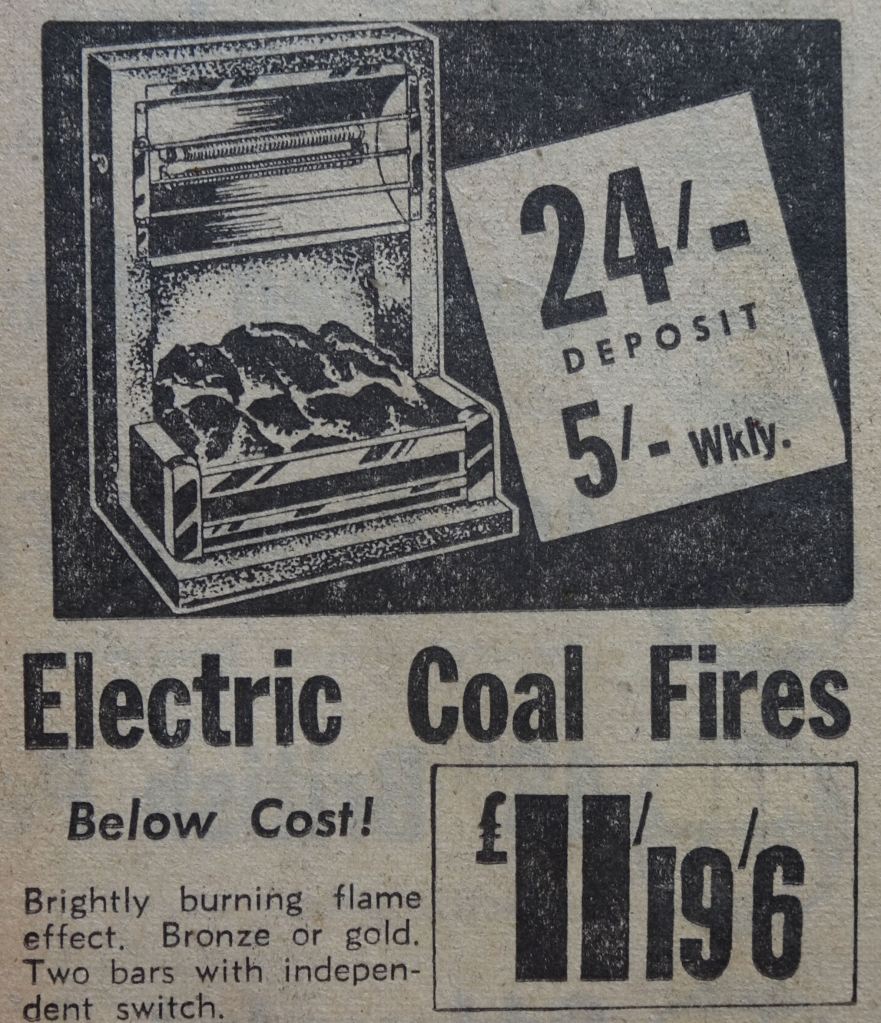 24/-
DEPOSIT
5/- Wkly.
Electric Coal Fires
Below Cost!
£11/19/6
Brightly burning flame
effect. Bronze or gold.
Two bars with indepen-
dent switch.